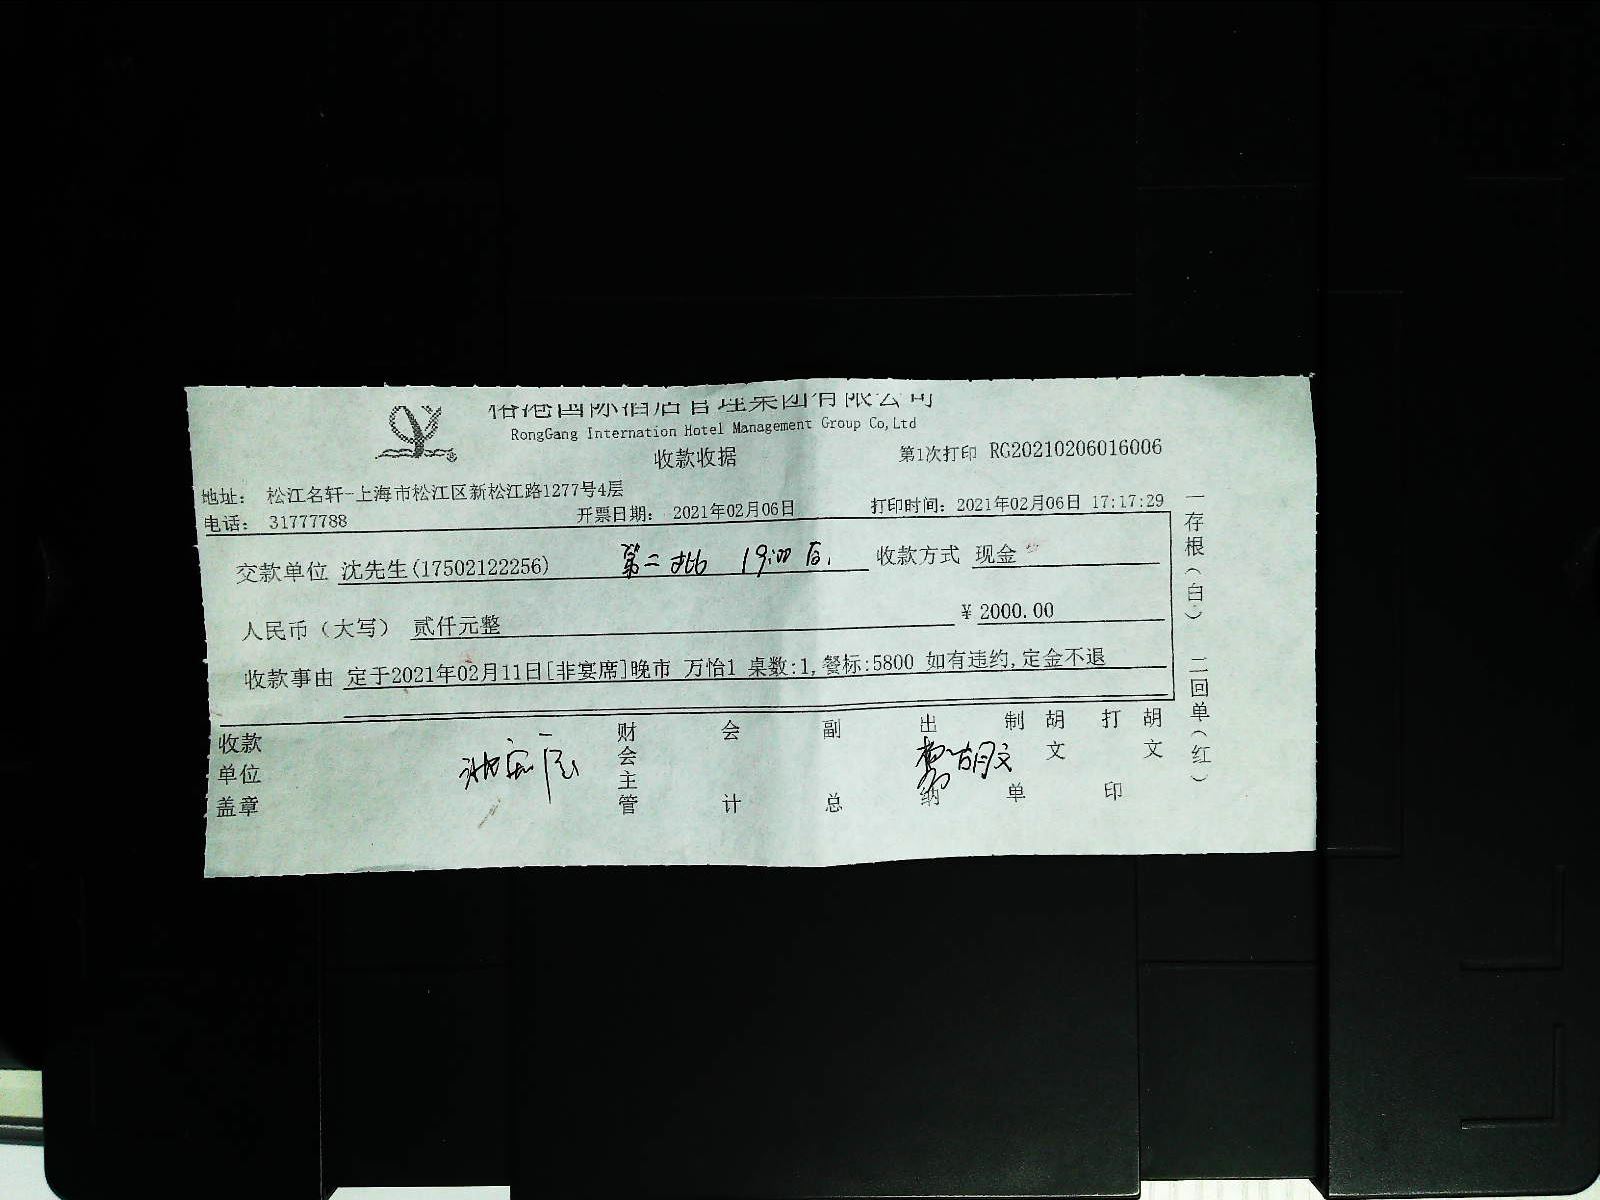 港国际酒店管理集团有限公司
RongGang Internation Hotel Management Group Co,Ltd
收款收据
第1次打印 RG20210206016006
地址： 松江名轩-上海市松江区新松江路1277号4层
电话： 31777788
开票日期： 2021年02月06日
打印时间：2021年02月06日 17:17:29
交款单位 沈先生(17502122256) 第二批 19:00后.
收款方式 现金
人民币（大写） 贰仟元整
¥ 2000.00
收款事由 定于2021年02月11日[非宴席]晚市 万怡1 桌数:1,餐标:5800 如有违约,定金不退
收款单位盖章
财会主管
会计
副总
出纳
胡文
制单 胡文
打印 胡文
一存根（白） 二回单（红）